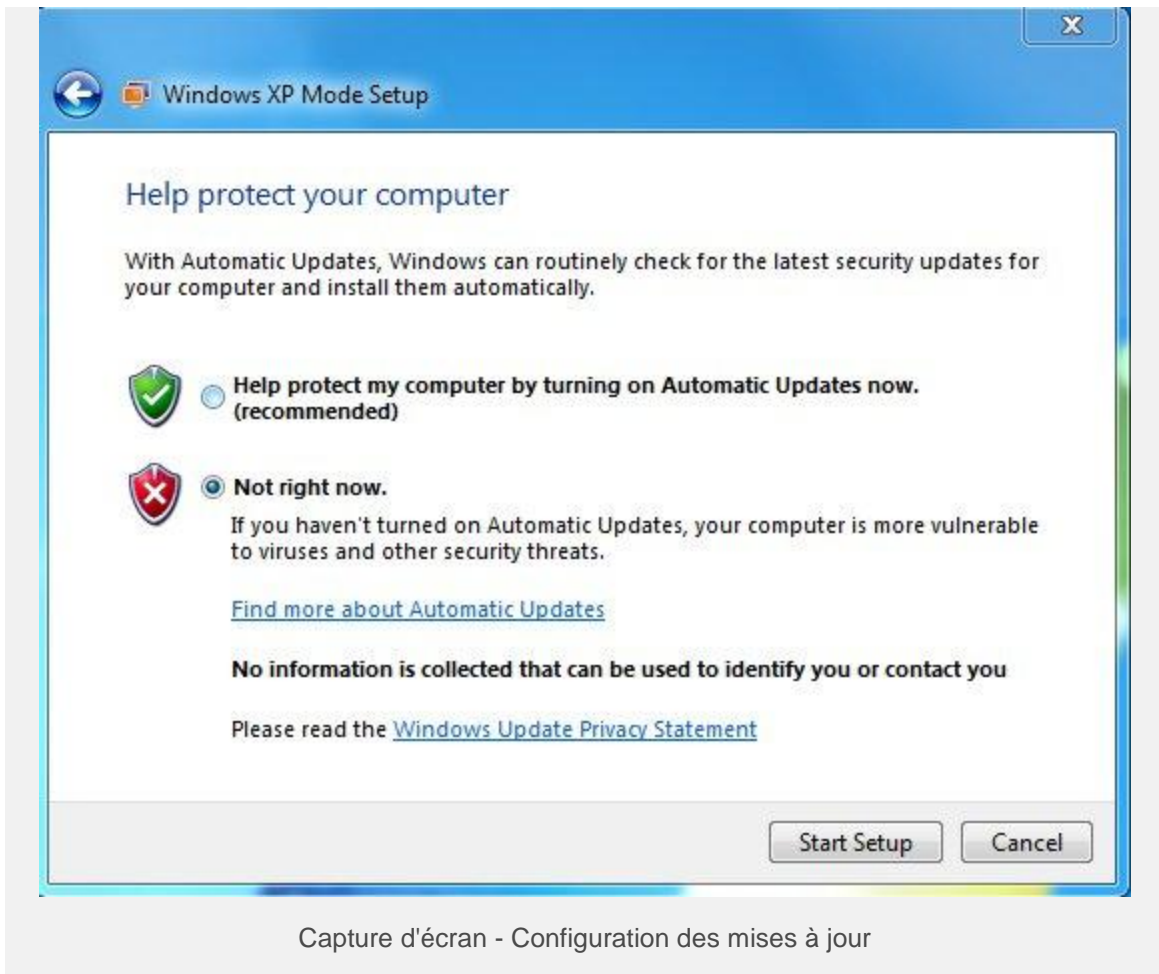 Windows XP Mode Setup
Help protect your computer
With Automatic Updates, Windows can routinely check for the latest security updates for
your computer and install them automatically.
Help protect my computer by turning on Automatic Updates now.
(recommended)
Not right now.
If you haven't turned on Automatic Updates, your computer is more vulnerable
to viruses and other security threats.
Find more about Automatic Updates
No information is collected that can be used to identify you or contact you
Please read the Windows Update Privacy Statement
Start Setup Cancel
Capture d'écran - Configuration des mises à jour